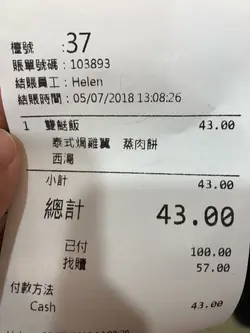 檯號 : 37
賬單號碼 : 103893
結賬員工 : Helen
結賬時間 : 05/07/2018 13:08:26
1 雙餸飯 43.00
泰式焗雞翼 蒸肉餅
西湯
小計 43.00
總計 43.00
已付 100.00
找贖 57.00
付款方法
Cash 43.00